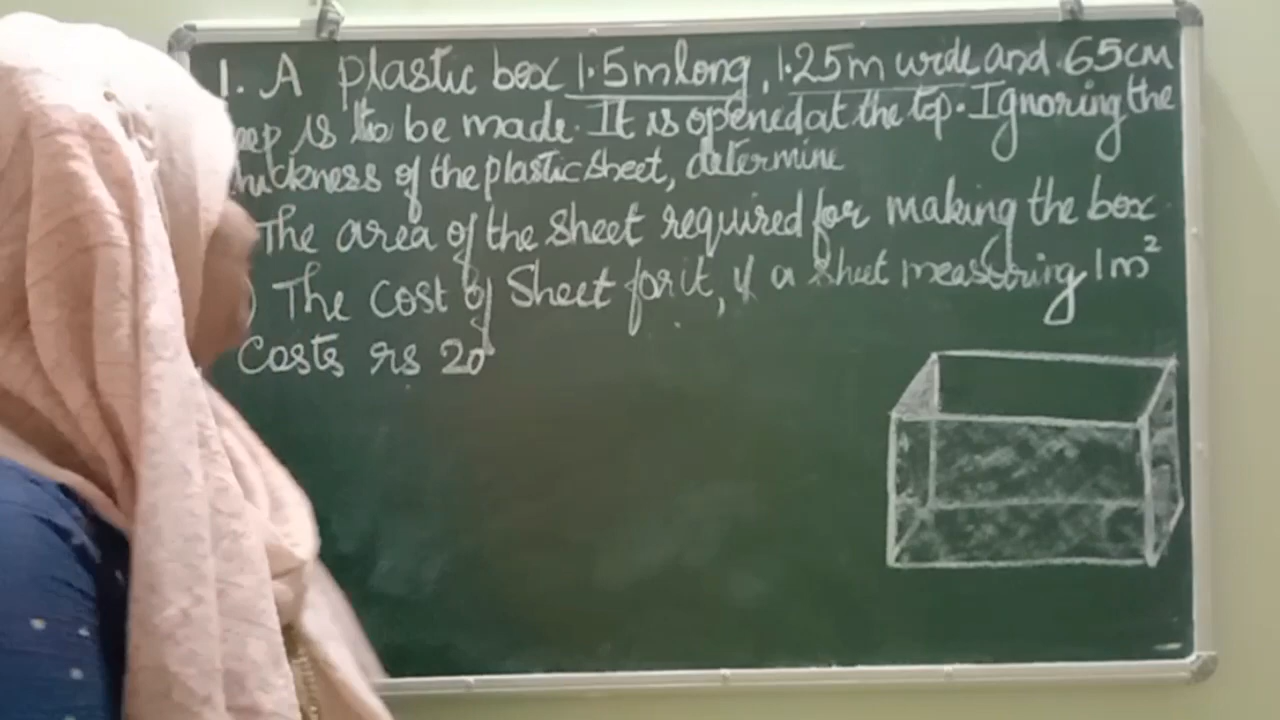 1. A plastic box 1.5m long, 1.25m wide and 65cm
eep is to be made. It is opened at the top. Ignoring the
hickness of the plastic sheet, determine
The area of the sheet required for making the box
) The cost of Sheet for it, if a sheet measuring 1m²
Costs rs 20